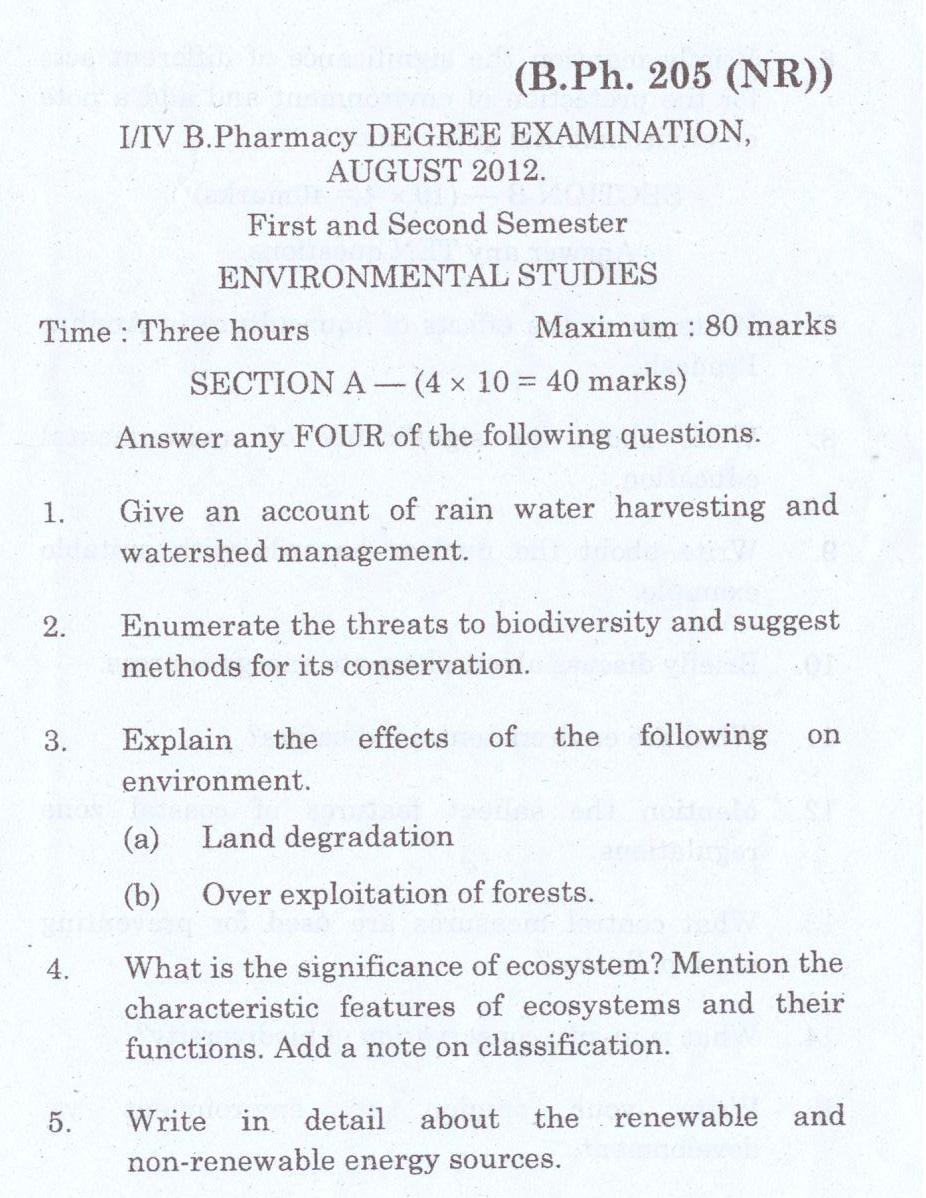 (B.Ph. 205 (NR))
I/IV B.Pharmacy DEGREE EXAMINATION,
AUGUST 2012.
First and Second Semester
ENVIRONMENTAL STUDIES
Time : Three hours Maximum : 80 marks
SECTION A — (4 × 10 = 40 marks)
Answer any FOUR of the following questions.
1. Give an account of rain water harvesting and
watershed management.
2. Enumerate the threats to biodiversity and suggest
methods for its conservation.
3. Explain the effects of the following on
environment.
(a) Land degradation
(b) Over exploitation of forests.
4. What is the significance of ecosystem? Mention the
characteristic features of ecosystems and their
functions. Add a note on classification.
5. Write in detail about the renewable and
non-renewable energy sources.